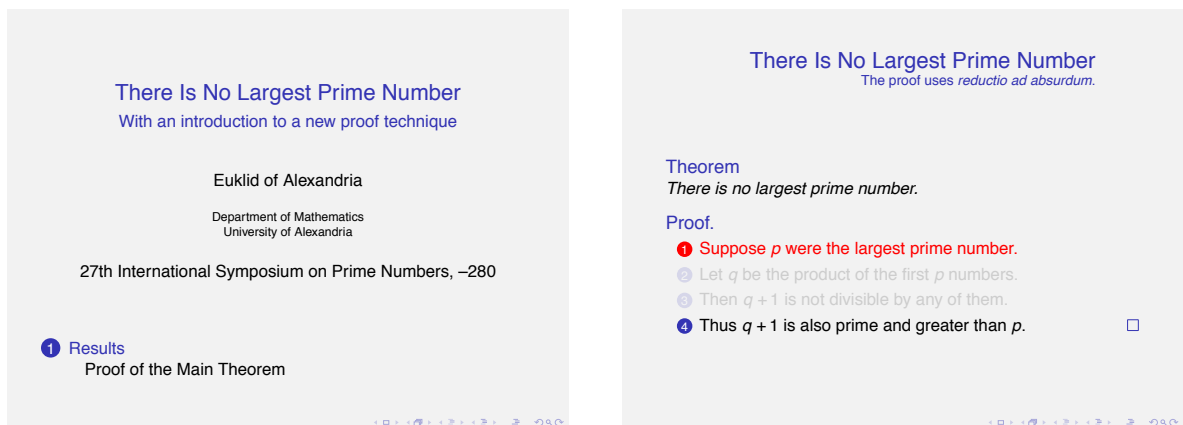 There Is No Largest Prime Number
With an introduction to a new proof technique
Euklid of Alexandria
Department of Mathematics
University of Alexandria
27th International Symposium on Prime Numbers, –280
1 Results
Proof of the Main Theorem
There Is No Largest Prime Number
The proof uses reductio ad absurdum.
Theorem
There is no largest prime number.
Proof.
1 Suppose p were the largest prime number.
2 Let q be the product of the first p numbers.
3 Then q + 1 is not divisible by any of them.
4 Thus q + 1 is also prime and greater than p.